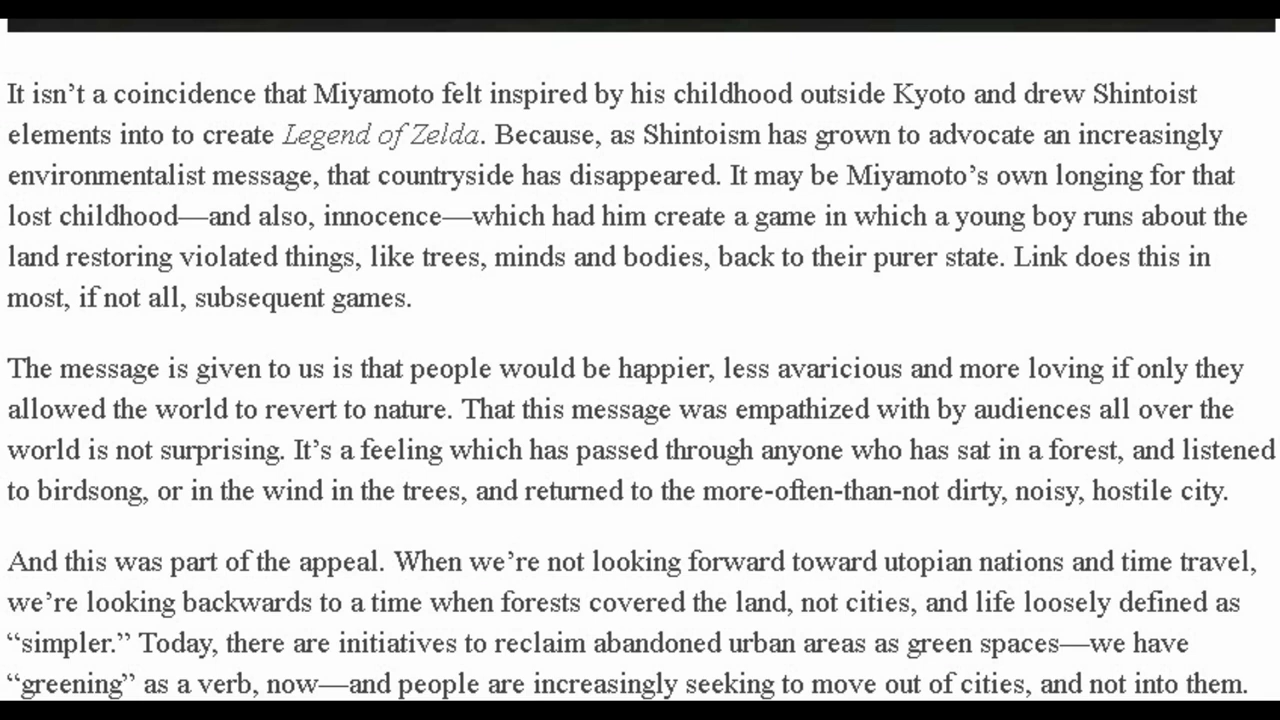 It isn’t a coincidence that Miyamoto felt inspired by his childhood outside Kyoto and drew Shintoist
elements into to create Legend of Zelda. Because, as Shintoism has grown to advocate an increasingly
environmentalist message, that countryside has disappeared. It may be Miyamoto’s own longing for that
lost childhood—and also, innocence—which had him create a game in which a young boy runs about the
land restoring violated things, like trees, minds and bodies, back to their purer state. Link does this in
most, if not all, subsequent games.
The message is given to us is that people would be happier, less avaricious and more loving if only they
allowed the world to revert to nature. That this message was empathized with by audiences all over the
world is not surprising. It’s a feeling which has passed through anyone who has sat in a forest, and listened
to birdsong, or in the wind in the trees, and returned to the more-often-than-not dirty, noisy, hostile city.
And this was part of the appeal. When we’re not looking forward toward utopian nations and time travel,
we’re looking backwards to a time when forests covered the land, not cities, and life loosely defined as
“simpler.” Today, there are initiatives to reclaim abandoned urban areas as green spaces—we have
“greening” as a verb, now—and people are increasingly seeking to move out of cities, and not into them.